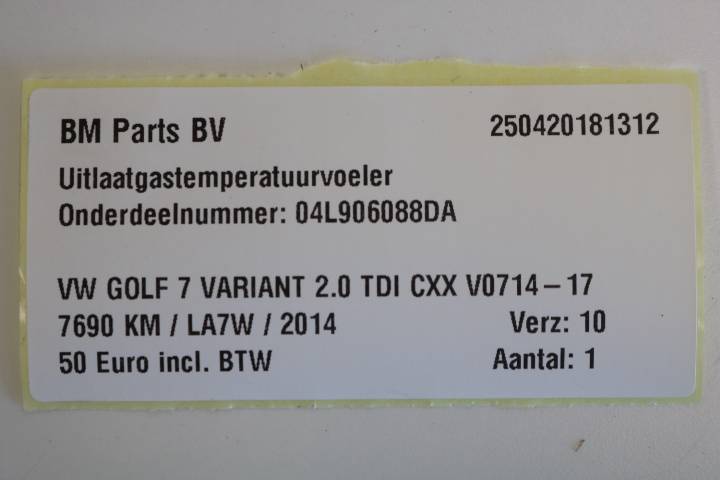 BM Parts BV 250420181312
Uitlaatgastemperatuurvoeler
Onderdeelnummer: 04L906088DA
VW GOLF 7 VARIANT 2.0 TDI CXX V0714-17
7690 KM / LA7W / 2014 Verz: 10
50 Euro incl. BTW Aantal: 1